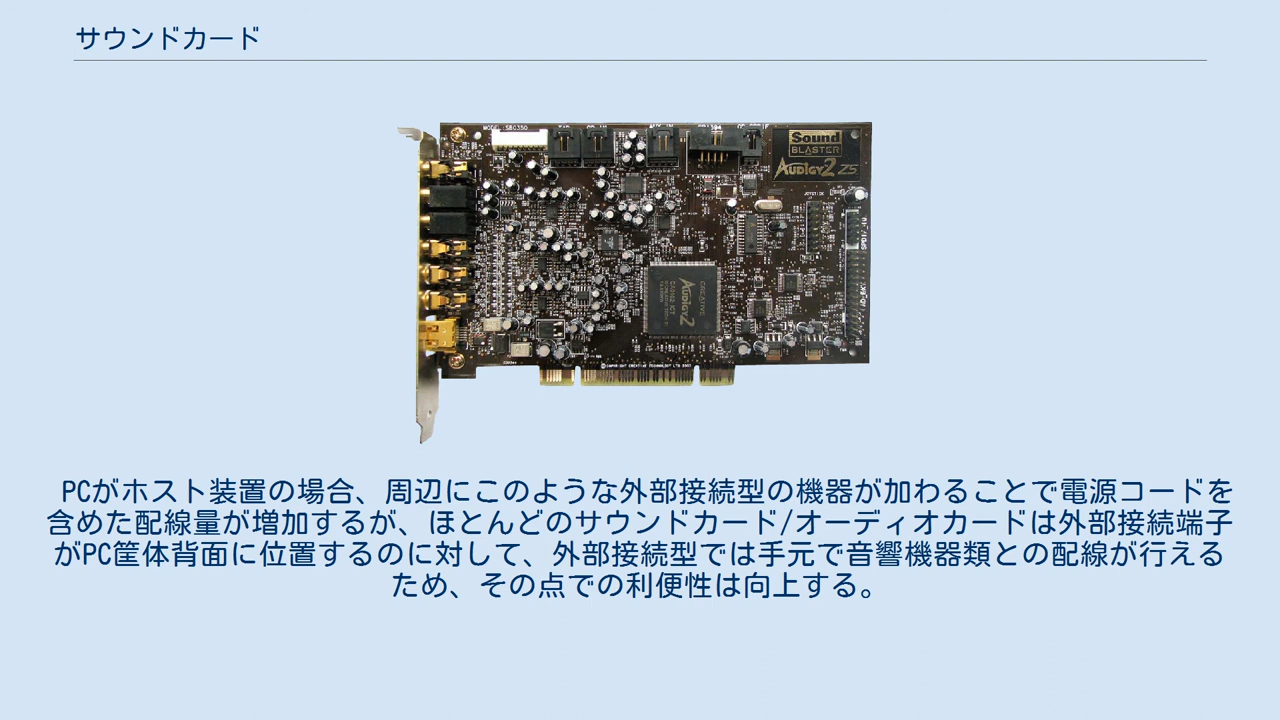 サウンドカード
MODEL:SB0350
Sound
BLASTER
AUDIGY2 ZS
JOYSTICK
CREATIVE
AUDIGY2
PCがホスト装置の場合、周辺にこのような外部接続型の機器が加わることで電源コードを
含めた配線量が増加するが、ほとんどのサウンドカード/オーディオカードは外部接続端子
がPC筐体背面に位置するのに対して、外部接続型では手元で音響機器類との配線が行える
ため、その点での利便性は向上する。